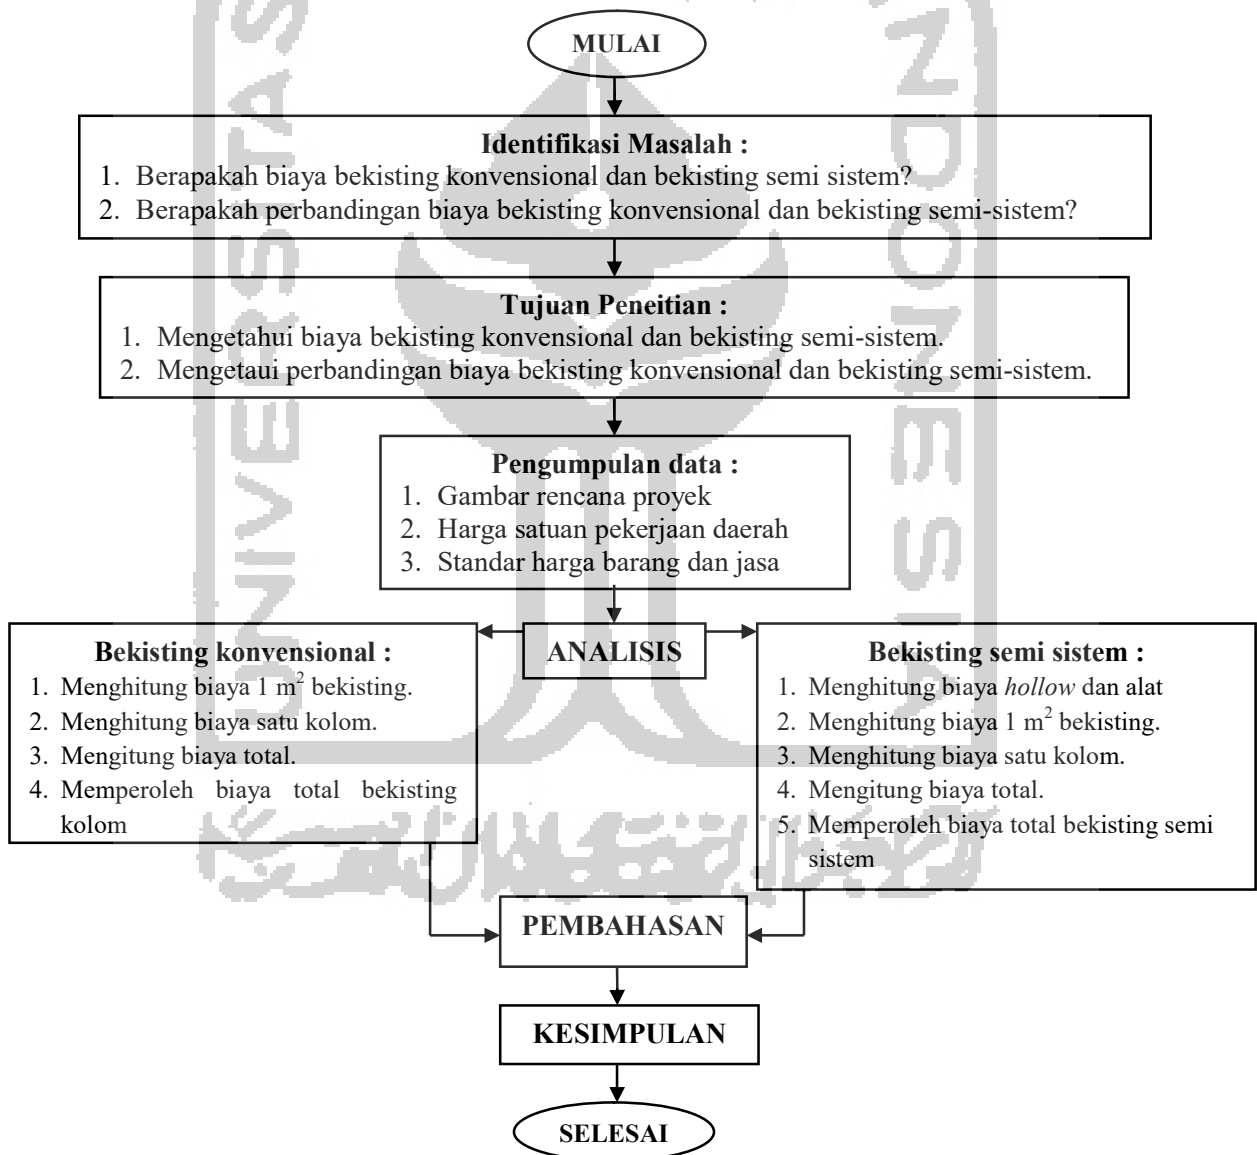 MULAI
Identifikasi Masalah :
1. Berapakah biaya bekisting konvensional dan bekisting semi sistem?
2. Berapakah perbandingan biaya bekisting konvensional dan bekisting semi-sistem?
Tujuan Peneitian :
1. Mengetahui biaya bekisting konvensional dan bekisting semi-sistem.
2. Mengetaui perbandingan biaya bekisting konvensional dan bekisting semi-sistem.
Pengumpulan data :
1. Gambar rencana proyek
2. Harga satuan pekerjaan daerah
3. Standar harga barang dan jasa
ANALISIS
Bekisting konvensional :
1. Menghitung biaya 1 m² bekisting.
2. Menghitung biaya satu kolom.
3. Mengitung biaya total.
4. Memperoleh biaya total bekisting
kolom
Bekisting semi sistem :
1. Menghitung biaya hollow dan alat
2. Menghitung biaya 1 m² bekisting.
3. Menghitung biaya satu kolom.
4. Mengitung biaya total.
5. Memperoleh biaya total bekisting semi
sistem
PEMBAHASAN
KESIMPULAN
SELESAI
UNIVERSITAS
INDONESIA